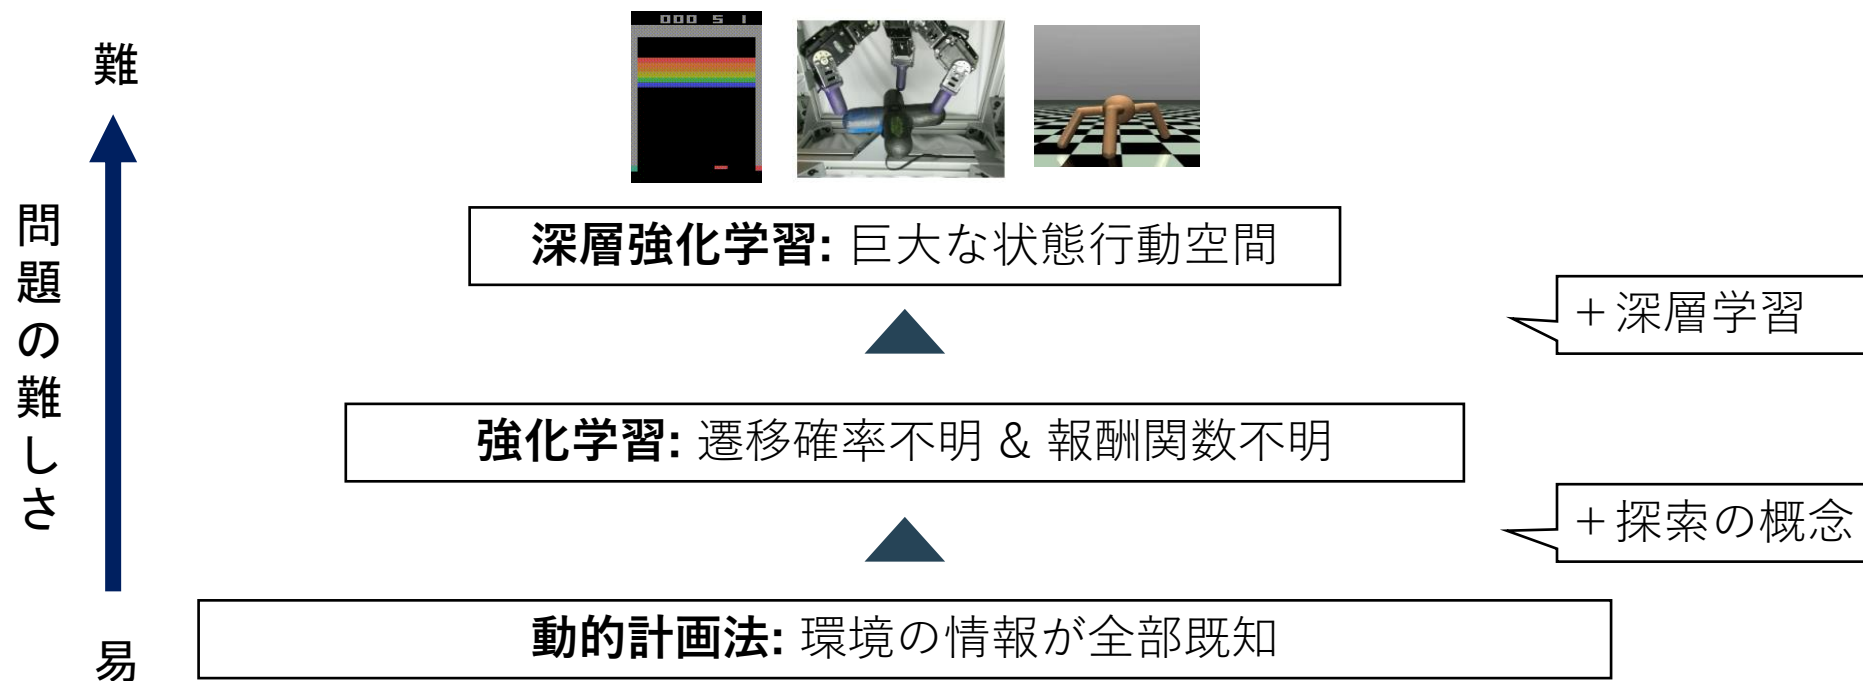 000 5 1
難
問題の難しさ
深層強化学習: 巨大な状態行動空間
+深層学習
強化学習: 遷移確率不明 & 報酬関数不明
+探索の概念
動的計画法: 環境の情報が全部既知
易